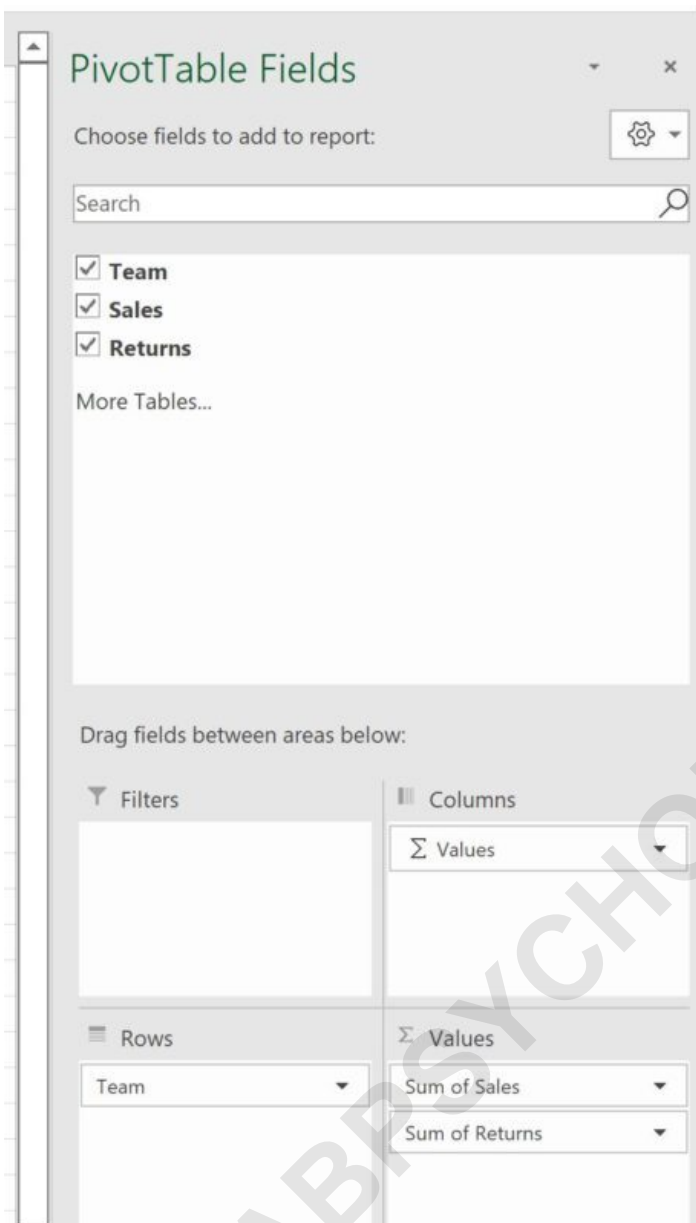 PivotTable Fields
Choose fields to add to report:
Search
Team
Sales
Returns
More Tables...
Drag fields between areas below:
Filters
Columns
Σ Values
Rows
Σ Values
Team
Sum of Sales
Sum of Returns
ABPSYCHO